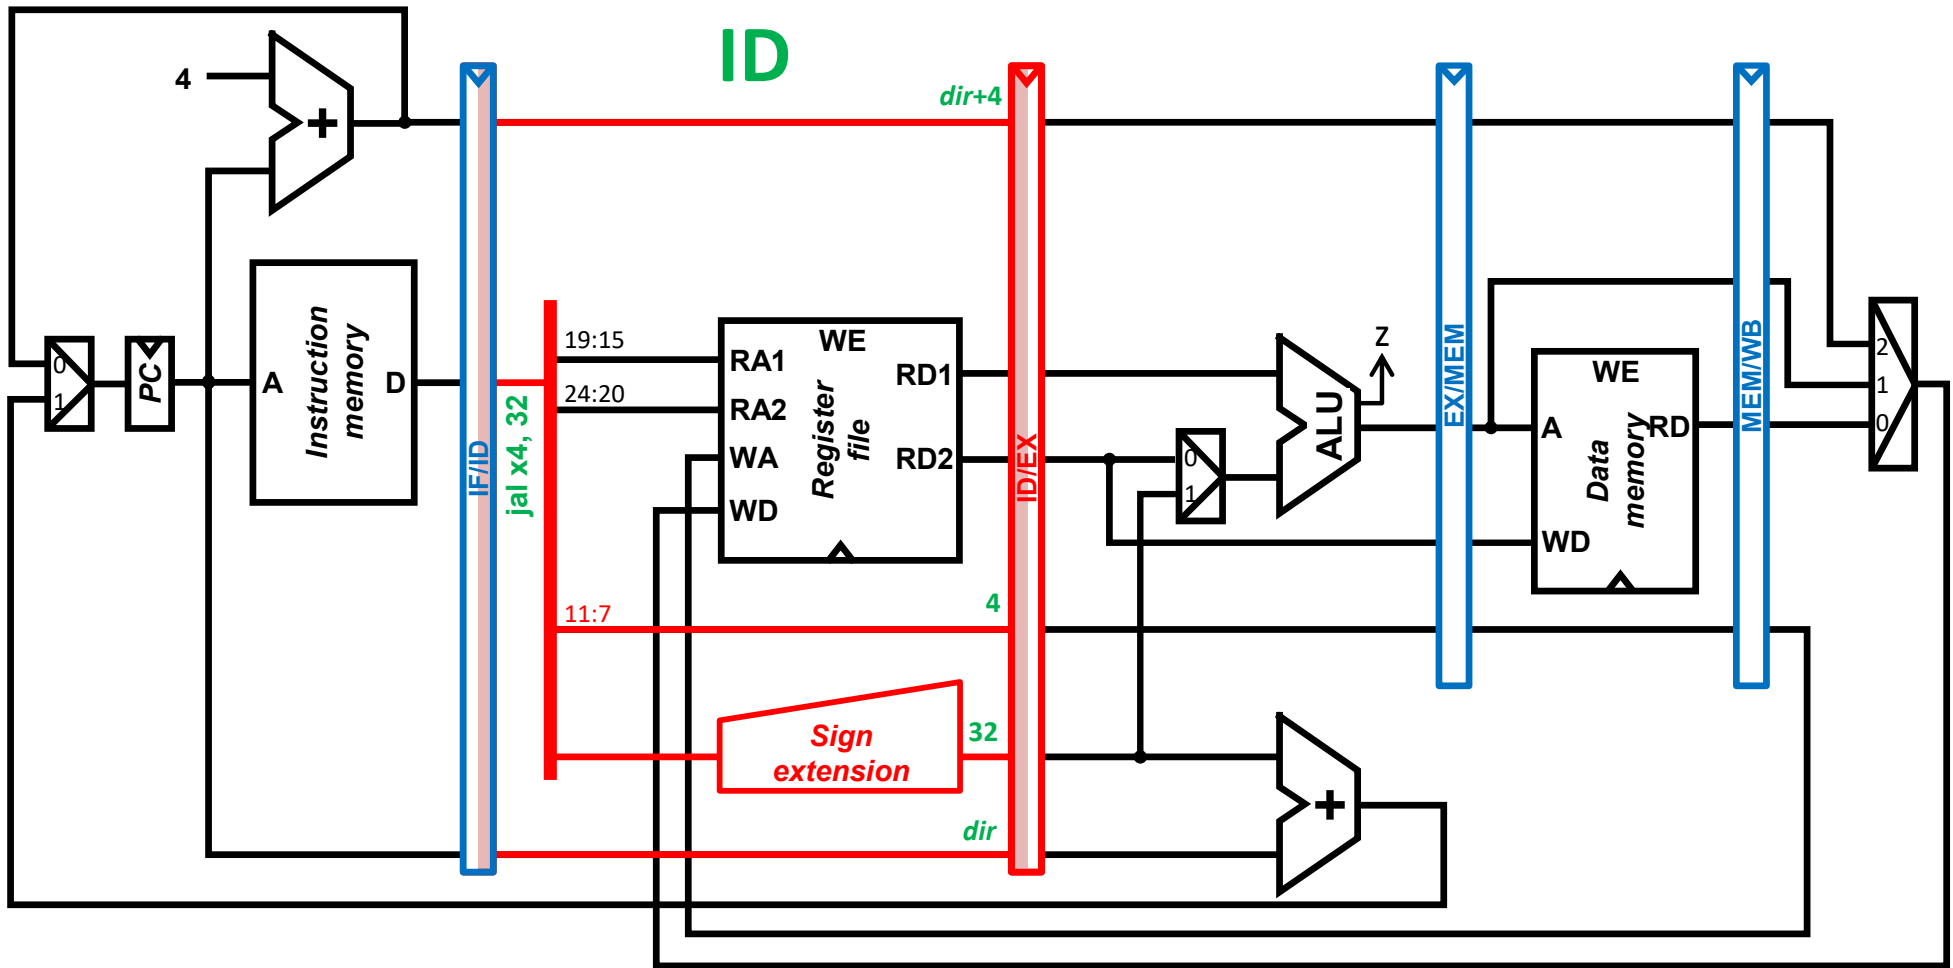 ID
4
+
dir+4
0
1
PC
A
Instruction
memory
D
IF/ID
jal x4, 32
19:15
24:20
11:7
WE
RA1
RA2
WA
WD
Register
file
RD1
RD2
4
Sign
extension
32
dir
ID/EX
0
1
ALU
Z
+
EX/MEM
WE
A
Data
memory
RD
WD
MEM/WB
2
1
0